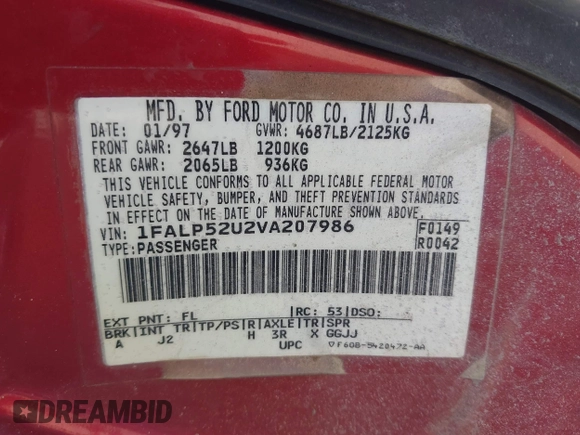 MFD. BY FORD MOTOR CO. IN U.S.A.
DATE: 01/97 GVWR: 4687LB/2125KG
FRONT GAWR: 2647LB 1200KG
REAR GAWR: 2065LB 936KG
THIS VEHICLE CONFORMS TO ALL APPLICABLE FEDERAL MOTOR
VEHICLE SAFETY, BUMPER, AND THEFT PREVENTION STANDARDS
IN EFFECT ON THE DATE OF MANUFACTURE SHOWN ABOVE.
VIN: 1FALP52U2VA207986 F0149
TYPE: PASSENGER R0042
EXT PNT: FL RC: 53 DSO:
BRK INT TR TP/PS R AXLE TR SPR
A J2 H 3R X GGJJ
UPC F60B-5420472-AA
DREAMBID